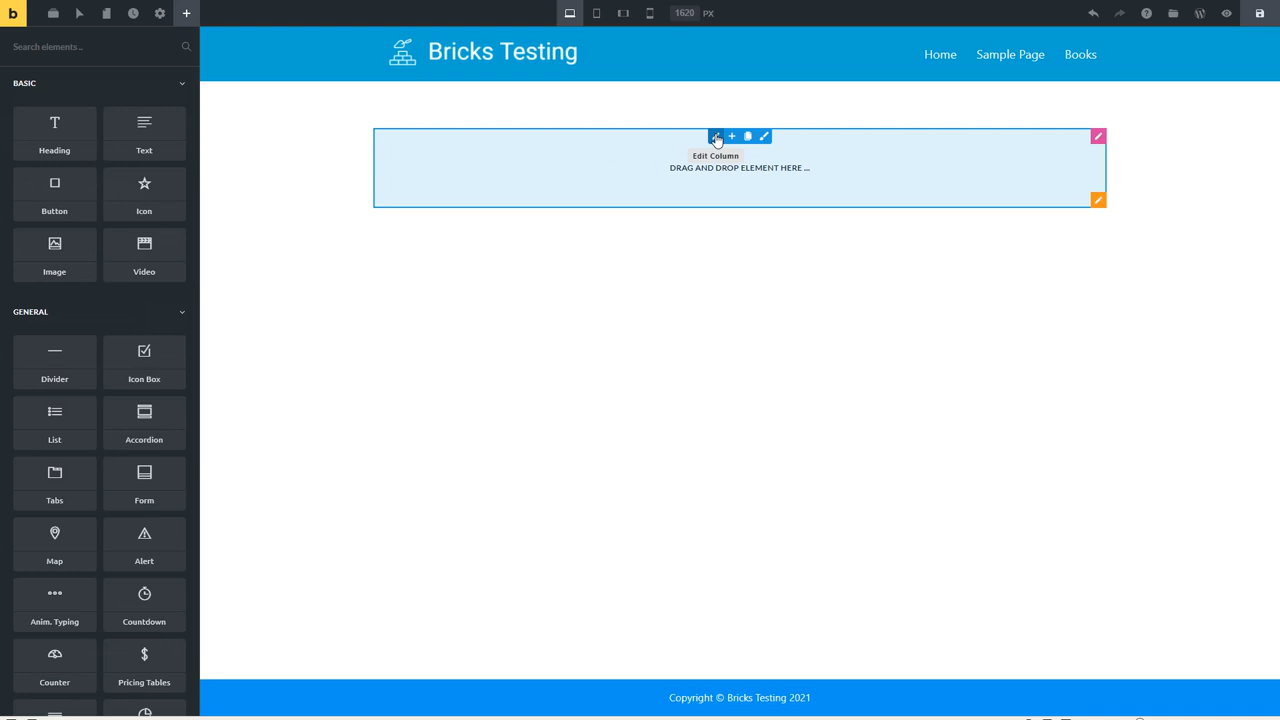 b
1620 PX
Search elements ..
BASIC
Heading
Text
Button
Icon
Image
Video
GENERAL
Divider
Icon Box
List
Accordion
Tabs
Form
Map
Alert
Anim. Typing
Countdown
Counter
Pricing Tables
Bricks Testing
Home Sample Page Books
Edit Column
DRAG AND DROP ELEMENT HERE ...
Copyright © Bricks Testing 2021